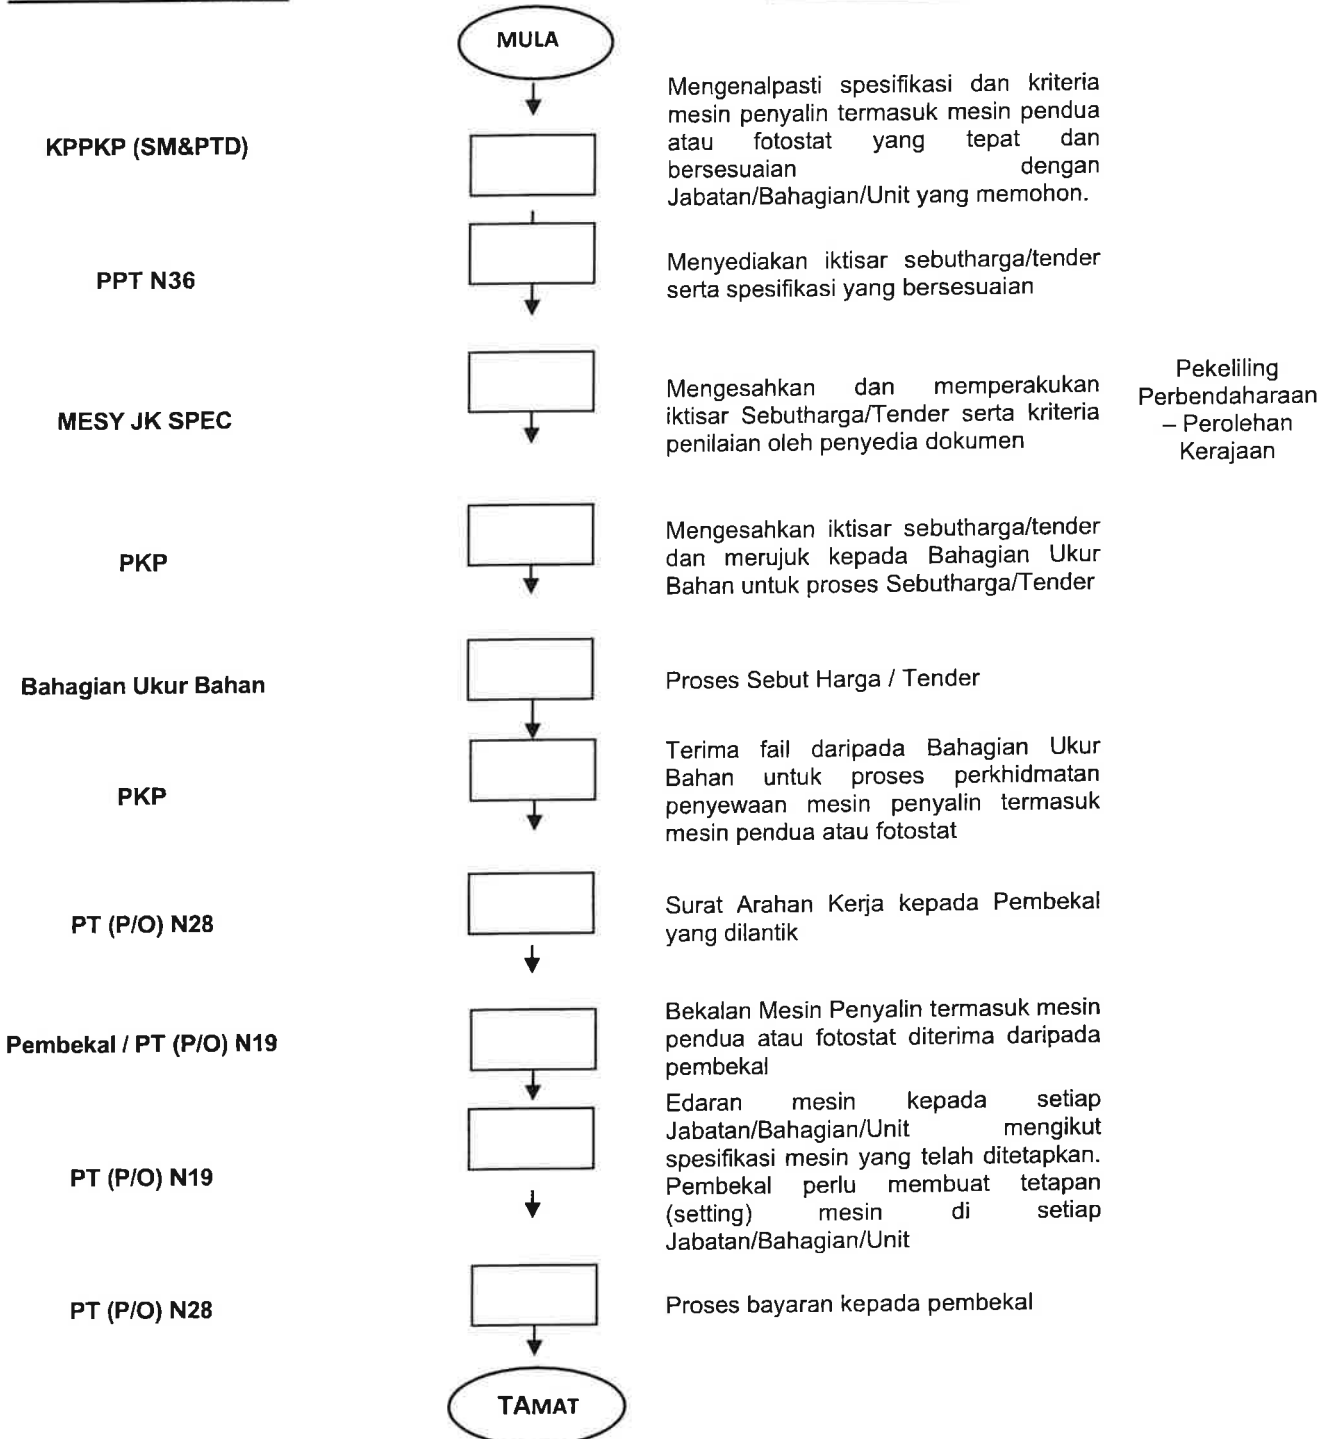 MULA
KPPKP (SM&PTD)
Mengenalpasti spesifikasi dan kriteria
mesin penyalin termasuk mesin pendua
atau fotostat yang tepat dan
bersesuaian dengan
Jabatan/Bahagian/Unit yang memohon.
PPT N36
Menyediakan iktisar sebutharga/tender
serta spesifikasi yang bersesuaian
MESY JK SPEC
Mengesahkan dan memperakukan
iktisar Sebutharga/Tender serta kriteria
penilaian oleh penyedia dokumen
Pekeliling
Perbendaharaan
– Perolehan
Kerajaan
PKP
Mengesahkan iktisar sebutharga/tender
dan merujuk kepada Bahagian Ukur
Bahan untuk proses Sebutharga/Tender
Bahagian Ukur Bahan
Proses Sebut Harga / Tender
PKP
Terima fail daripada Bahagian Ukur
Bahan untuk proses perkhidmatan
penyewaan mesin penyalin termasuk
mesin pendua atau fotostat
PT (P/O) N28
Surat Arahan Kerja kepada Pembekal
yang dilantik
Pembekal / PT (P/O) N19
Bekalan Mesin Penyalin termasuk mesin
pendua atau fotostat diterima daripada
pembekal
PT (P/O) N19
Edaran mesin kepada setiap
Jabatan/Bahagian/Unit mengikut
spesifikasi mesin yang telah ditetapkan.
Pembekal perlu membuat tetapan
(setting) mesin di setiap
Jabatan/Bahagian/Unit
PT (P/O) N28
Proses bayaran kepada pembekal
TAMAT